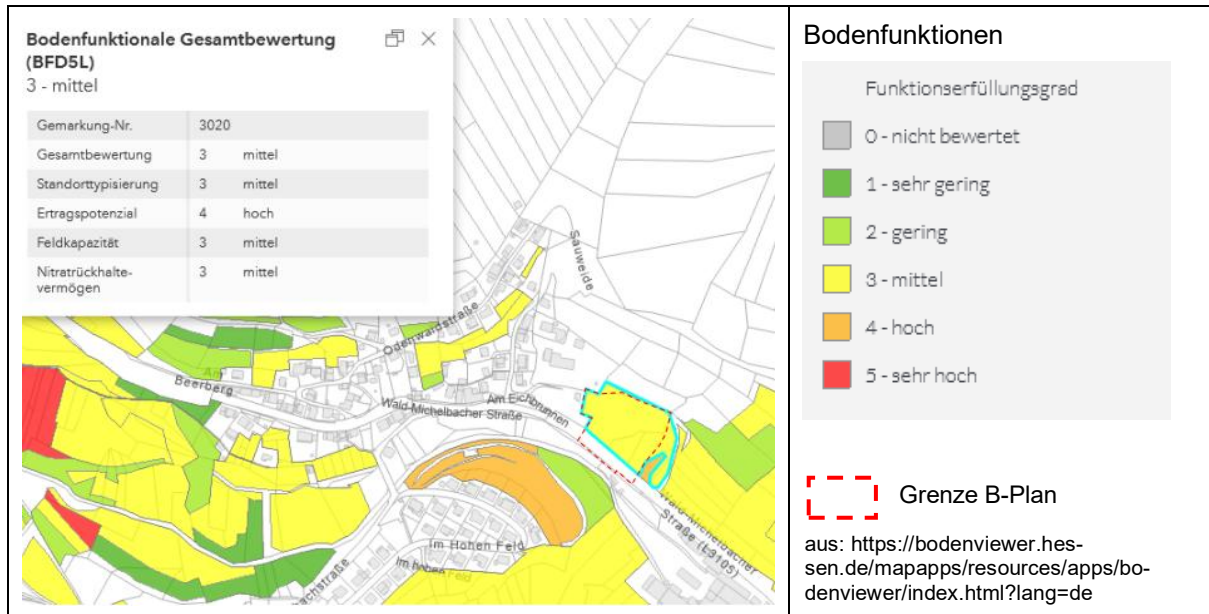 Bodenfunktionale Gesamtbewertung
(BFD5L)
3 - mittel
Gemarkung-Nr. 3020
Gesamtbewertung 3 mittel
Standorttypisierung 3 mittel
Ertragspotenzial 4 hoch
Feldkapazität 3 mittel
Nitratrückhalte-
vermögen 3 mittel
Sauweide
Odenwaldstraße
Am
Beerberg
Wald-Michelbacher Straße
Am Eichbrunnen
Wald-Michelbacher
Straße (L3105)
Im Hohen Feld
Im hohen Feld
bachstraße
Bodenfunktionen
Funktionserfüllungsgrad
0 - nicht bewertet
1 - sehr gering
2 - gering
3 - mittel
4 - hoch
5 - sehr hoch
Grenze B-Plan
aus: https://bodenviewer.hes-
sen.de/mapapps/resources/apps/bo-
denviewer/index.html?lang=de